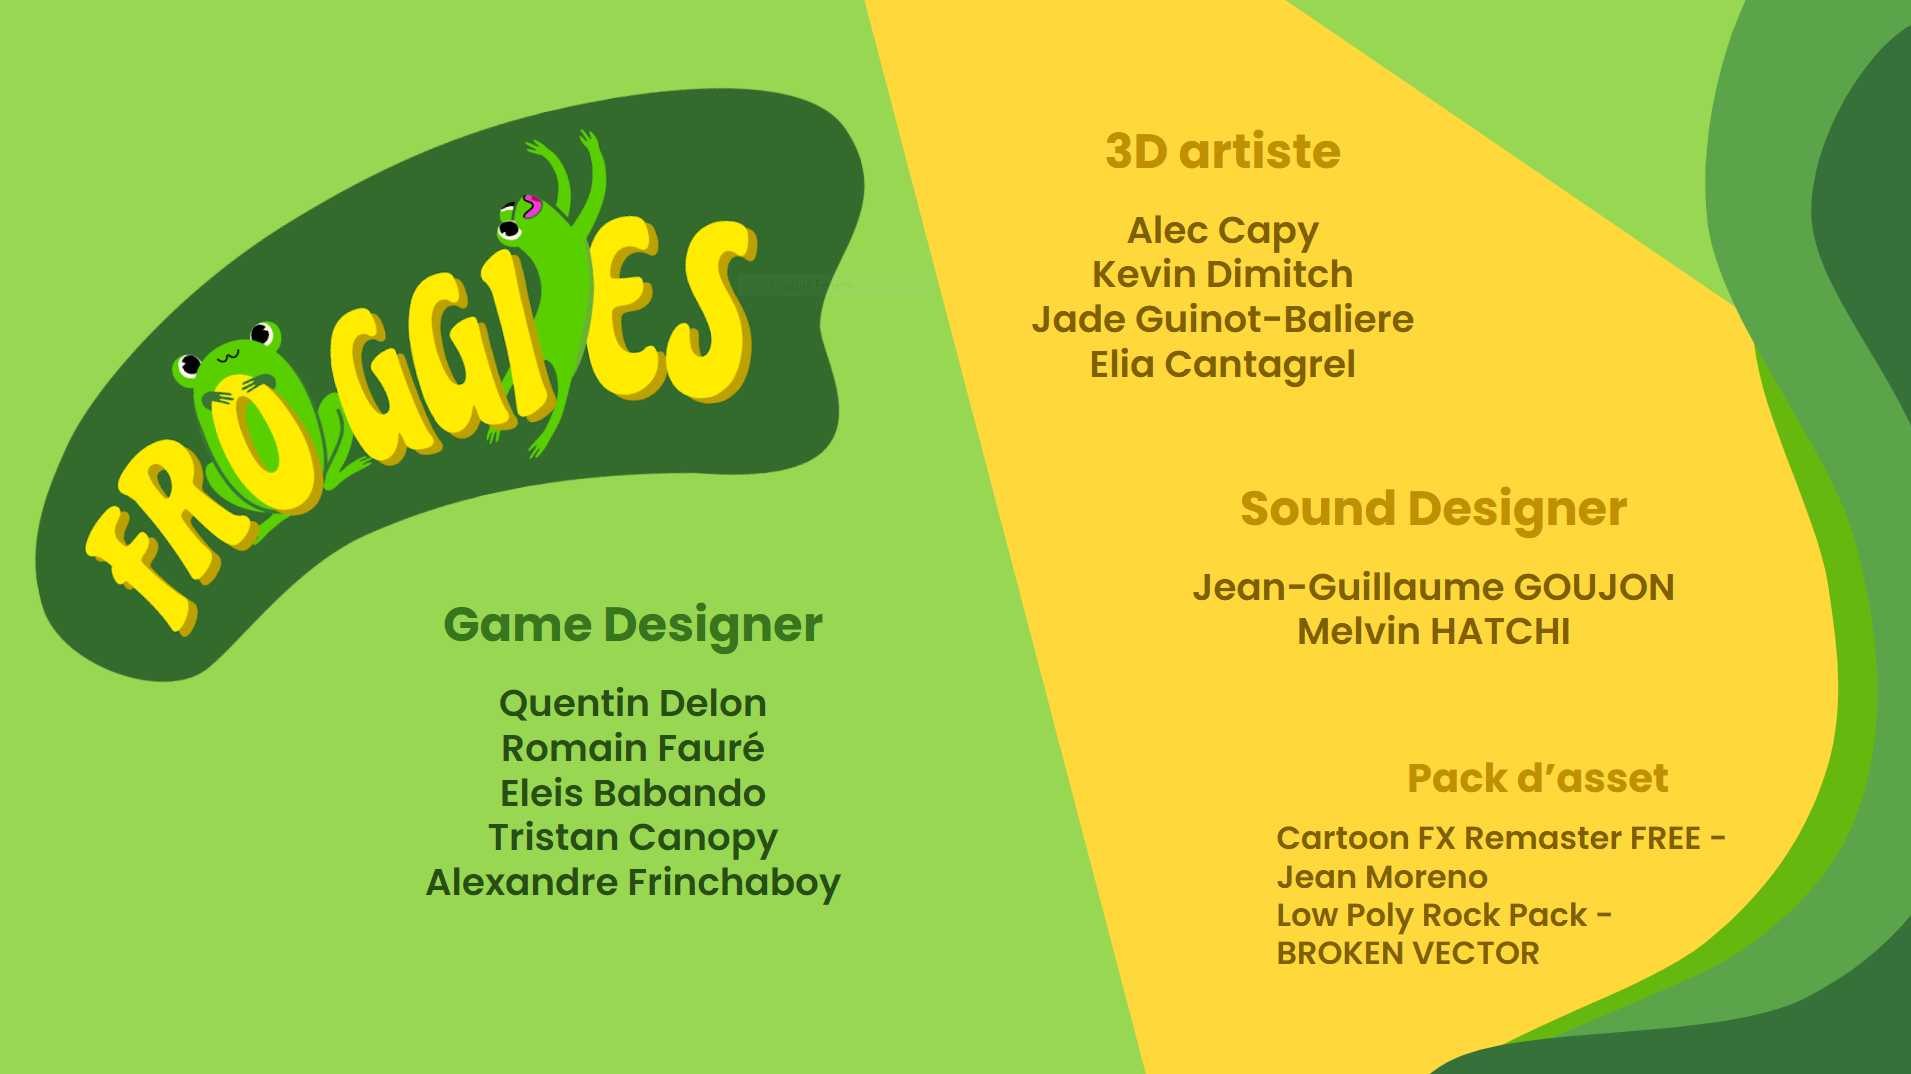 FROGGIES
Game Designer
Quentin Delon
Romain Fauré
Eleis Babando
Tristan Canopy
Alexandre Frinchaboy
3D artiste
Alec Capy
Kevin Dimitch
Jade Guinot-Baliere
Elia Cantagrel
Sound Designer
Jean-Guillaume GOUJON
Melvin HATCHI
Pack d’asset
Cartoon FX Remaster FREE -
Jean Moreno
Low Poly Rock Pack -
BROKEN VECTOR